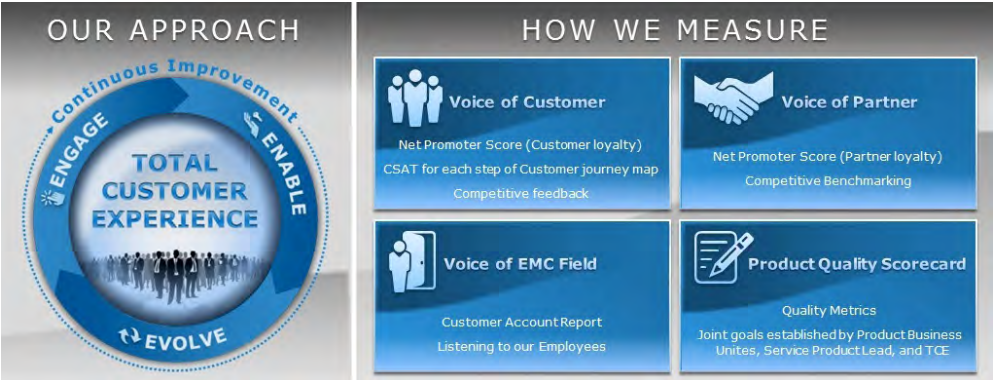 OUR APPROACH
Continuous Improvement
ENGAGE
ENABLE
EVOLVE
TOTAL
CUSTOMER
EXPERIENCE
HOW WE MEASURE
Voice of Customer
Net Promoter Score (Customer loyalty)
CSAT for each step of Customer journey map
Competitive feedback
Voice of Partner
Net Promoter Score (Partner loyalty)
Competitive Benchmarking
Voice of EMC Field
Customer Account Report
Listening to our Employees
Product Quality Scorecard
Quality Metrics
Joint goals established by Product Business
Unites, Service Product Lead, and TCE